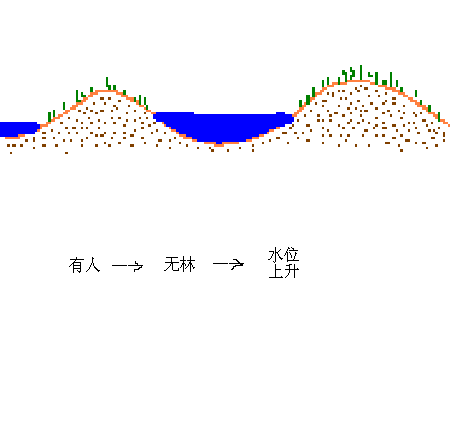 有人 → 无林 → 水位
上升